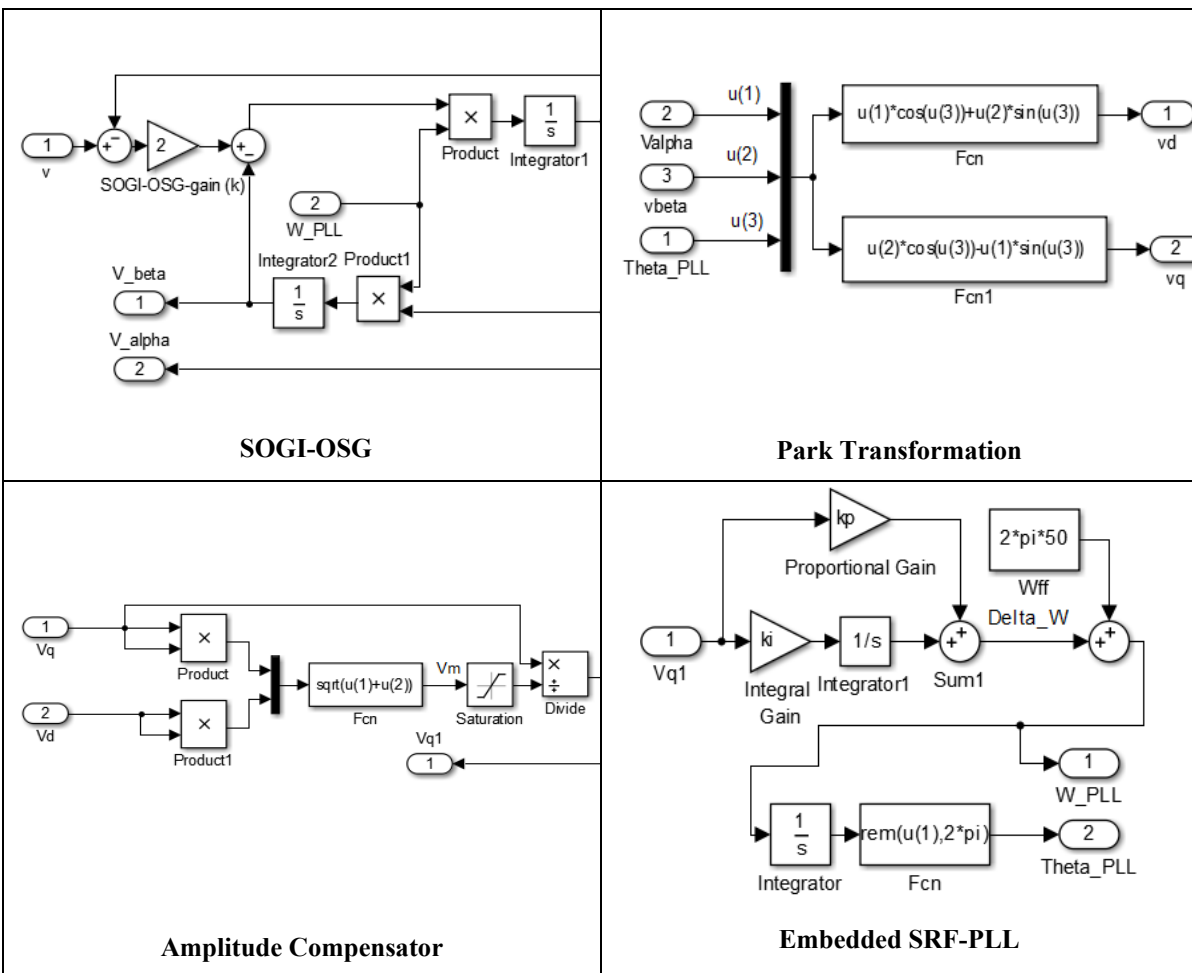 1
v
+
-
2
SOGI-OSG-gain (k)
+
-
×
Product
1
s
Integrator1
2
W_PLL
V_beta
1
Integrator2
1
s
Product1
×
V_alpha
2
SOGI-OSG
2
Valpha
u(1)
3
vbeta
u(2)
1
Theta_PLL
u(3)
u(1)*cos(u(3))+u(2)*sin(u(3))
Fcn
1
vd
u(2)*cos(u(3))-u(1)*sin(u(3))
Fcn1
2
vq
Park Transformation
1
Vq
×
Product
2
Vd
×
Product1
sqrt(u(1)+u(2))
Fcn
Vm
Saturation
×
÷
Divide
Vq1
1
Amplitude Compensator
kp
Proportional Gain
2*pi*50
Wff
1
Vq1
ki
Integral
Gain
1/s
Integrator1
+
+
Sum1
Delta_W
+
+
1
W_PLL
1
s
Integrator
rem(u(1),2*pi)
Fcn
2
Theta_PLL
Embedded SRF-PLL